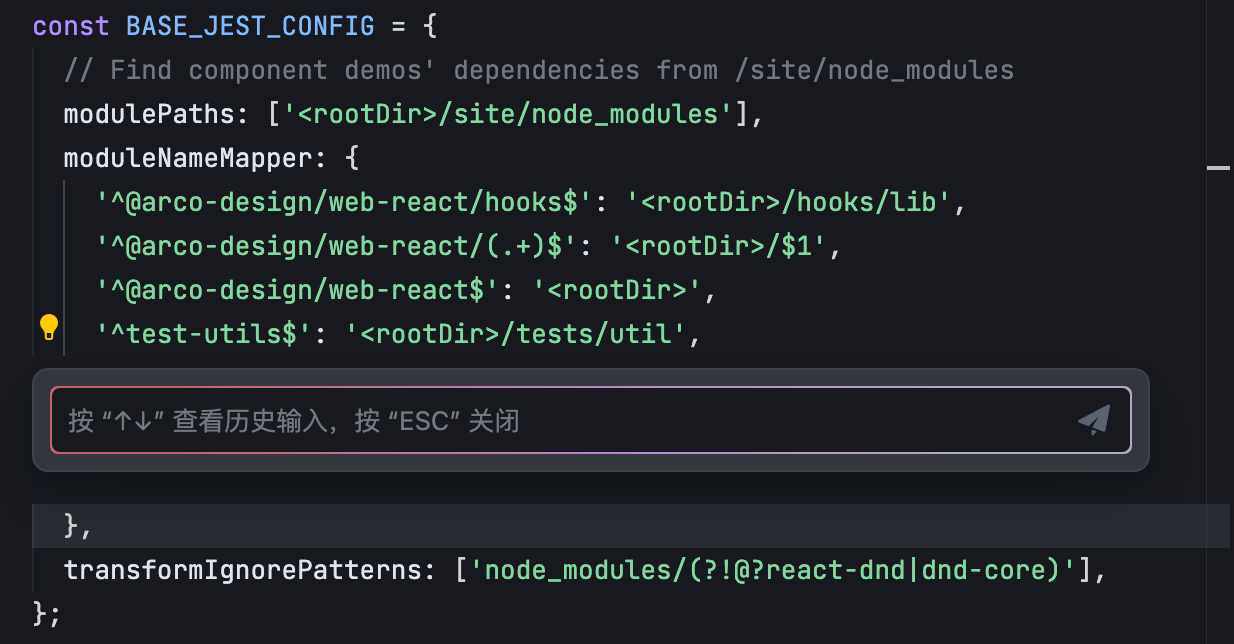 const BASE_JEST_CONFIG = {
// Find component demos' dependencies from /site/node_modules
modulePaths: ['<rootDir>/site/node_modules'],
moduleNameMapper: {
'^@arco-design/web-react/hooks$': '<rootDir>/hooks/lib',
'^@arco-design/web-react/(.+)$': '<rootDir>/$1',
'^@arco-design/web-react$': '<rootDir>',
'^test-utils$': '<rootDir>/tests/util',
按 “↑↓” 查看历史输入，按 “ESC” 关闭
},
transformIgnorePatterns: ['node_modules/(?!@?react-dnd|dnd-core)'],
};